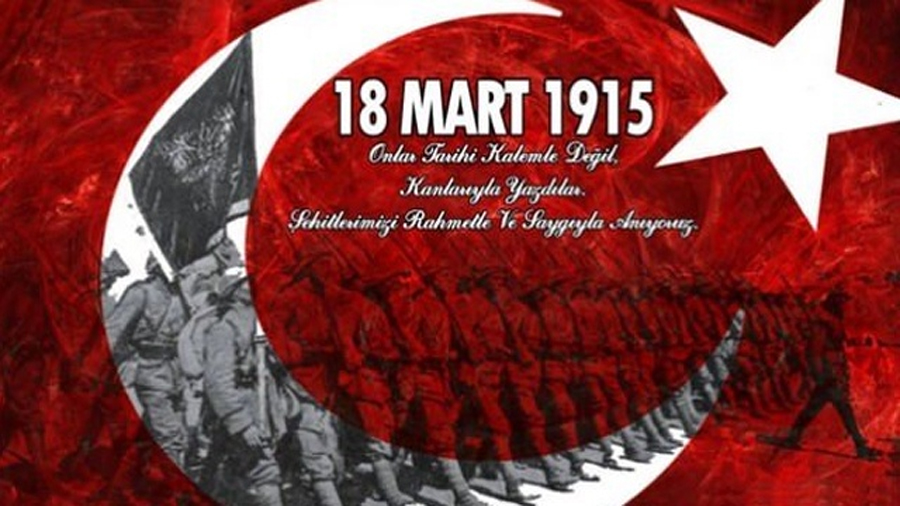 18 MART 1915
Onlar Tarihi Kalemle Değil,
Kanlarıyla Yazdılar.
Şehitlerimizi Rahmetle Ve Saygıyla Anıyoruz.